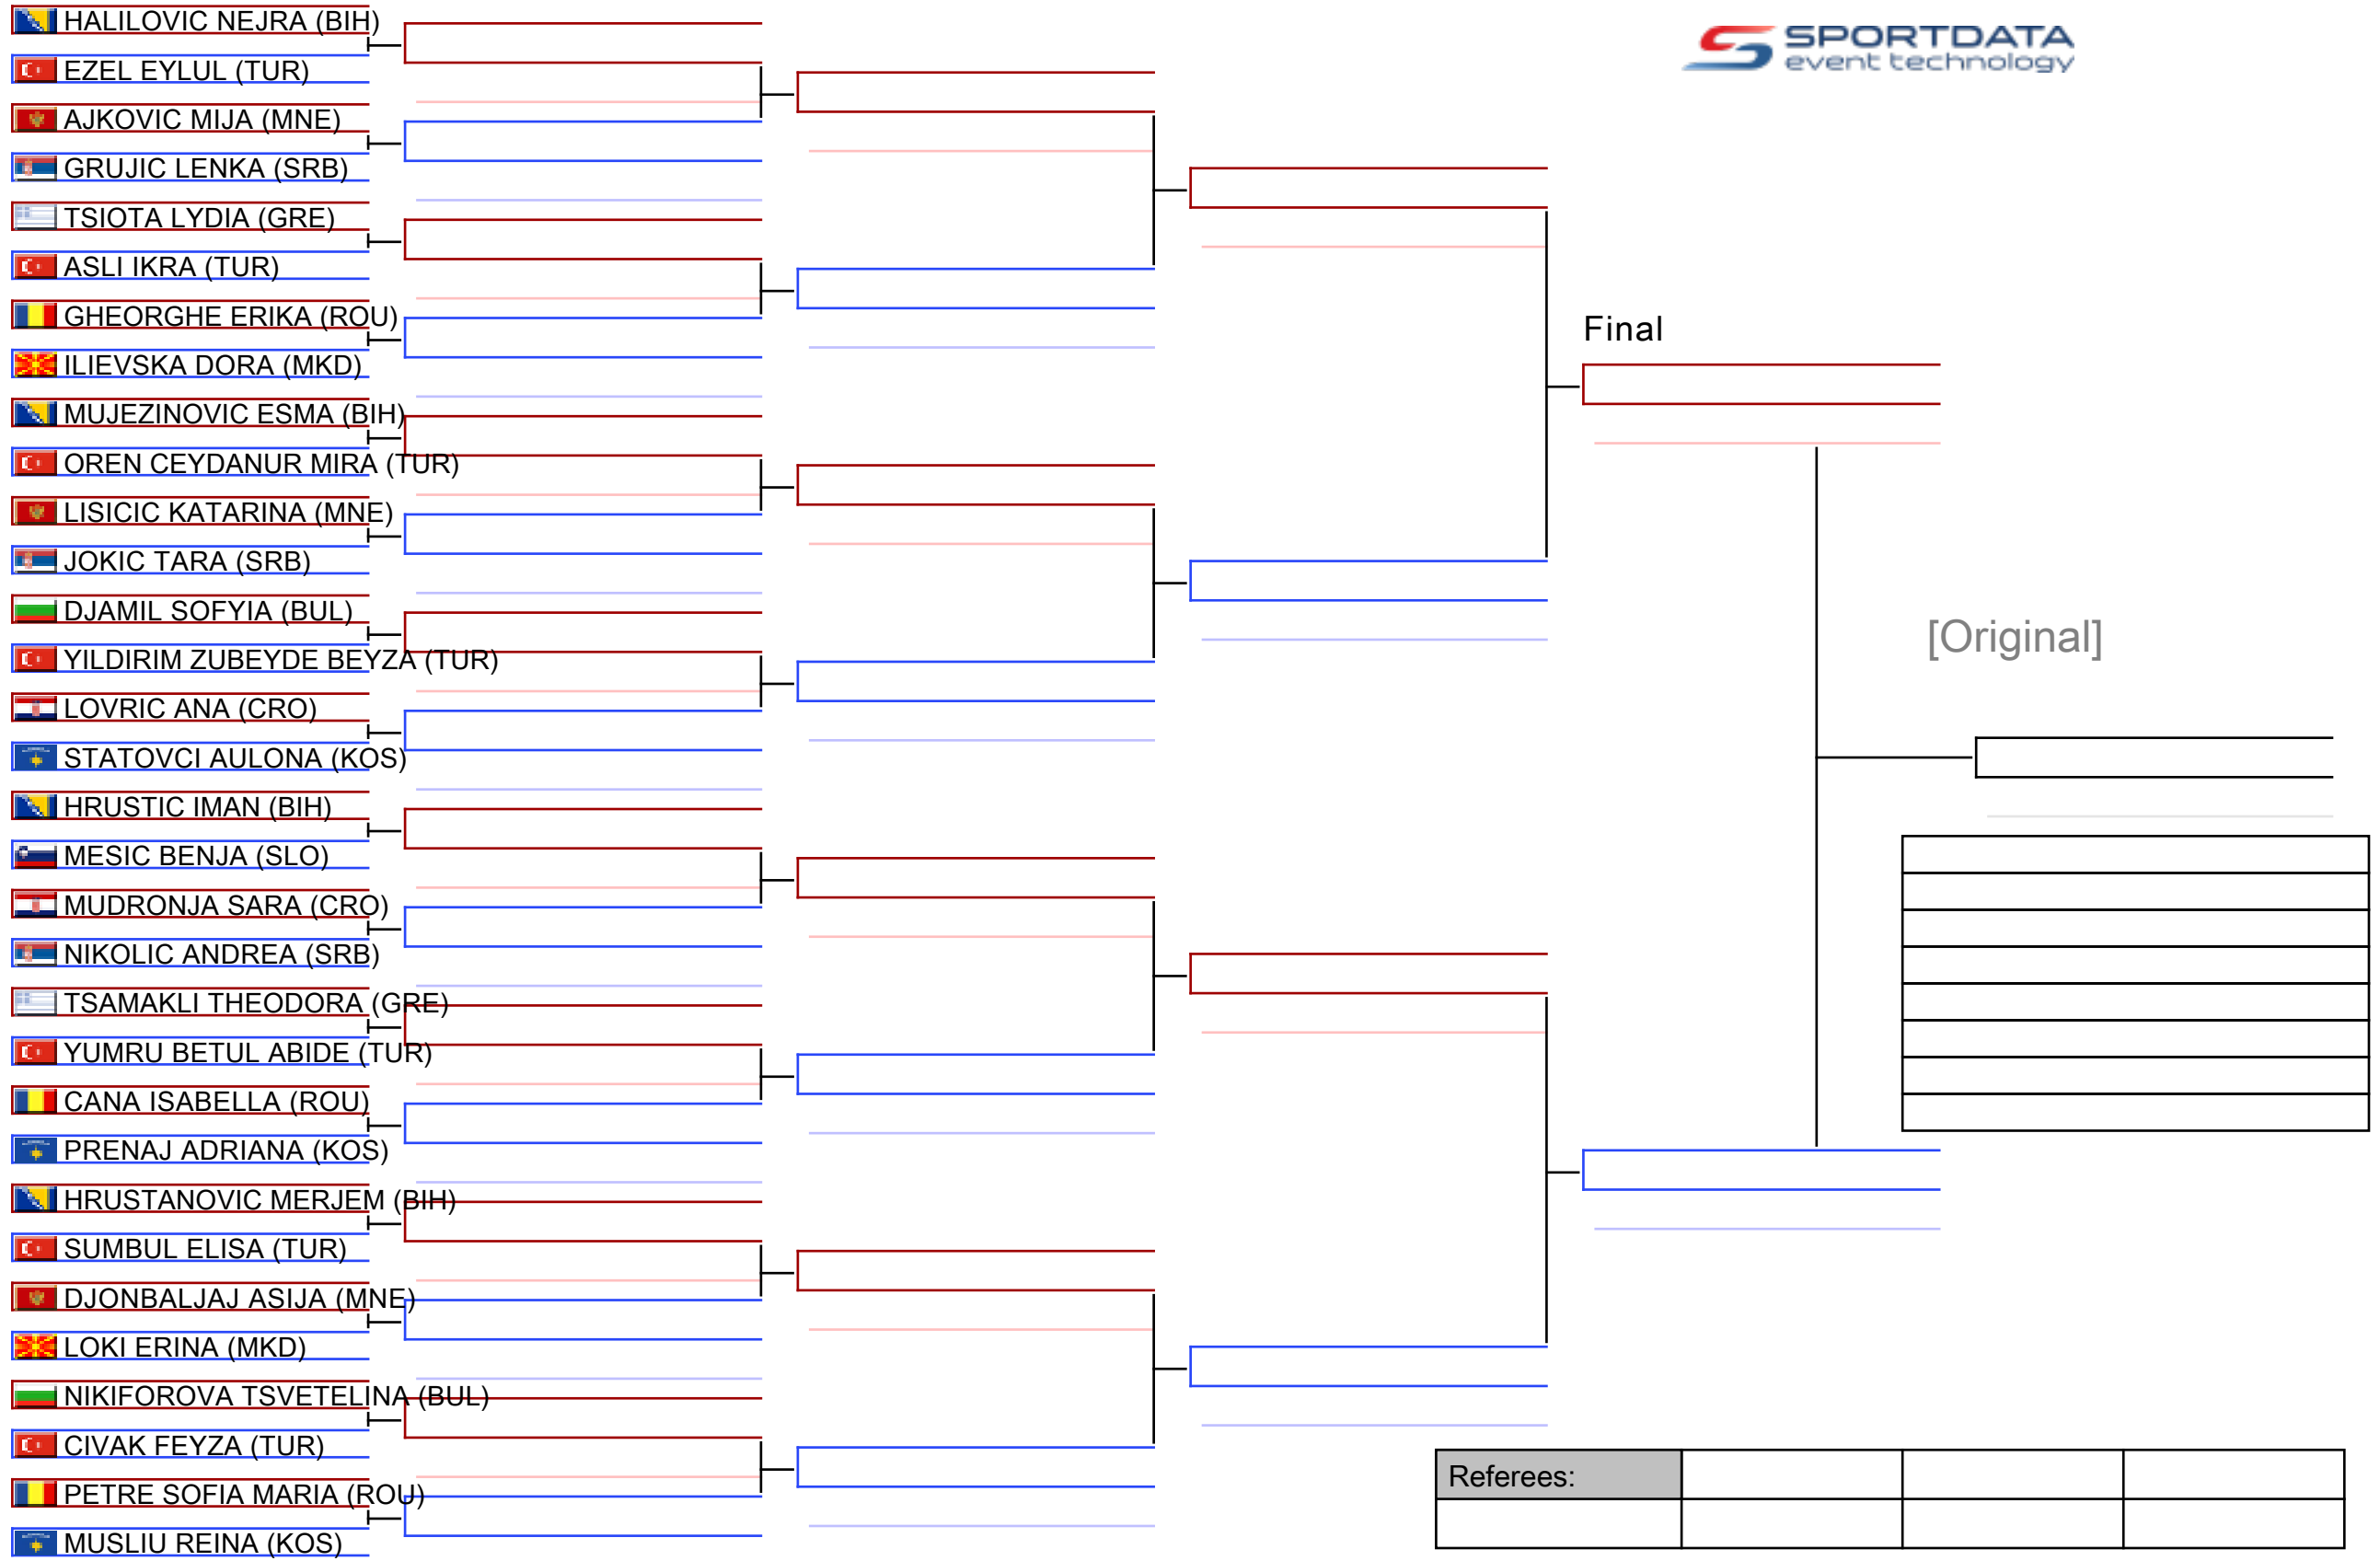 HALILOVIC NEJRA (BIH)
EZEL EYLUL (TUR)
AJKOVIC MIJA (MNE)
GRUJIC LENKA (SRB)
TSIOTA LYDIA (GRE)
ASLI IKRA (TUR)
GHEORGHE ERIKA (ROU)
ILIEVSKA DORA (MKD)
MUJEZINOVIC ESMA (BIH)
OREN CEYDANUR MIRA (TUR)
LISICIC KATARINA (MNE)
JOKIC TARA (SRB)
DJAMIL SOFYIA (BUL)
YILDIRIM ZUBEYDE BEYZA (TUR)
LOVRIC ANA (CRO)
STATOVCI AULONA (KOS)
HRUSTIC IMAN (BIH)
MESIC BENJA (SLO)
MUDRONJA SARA (CRO)
NIKOLIC ANDREA (SRB)
TSAMAKLI THEODORA (GRE)
YUMRU BETUL ABIDE (TUR)
CANA ISABELLA (ROU)
PRENAJ ADRIANA (KOS)
HRUSTANOVIC MERJEM (BIH)
SUMBUL ELISA (TUR)
DJONBALJAJ ASIJA (MNE)
LOKI ERINA (MKD)
NIKIFOROVA TSVETELINA (BUL)
CIVAK FEYZA (TUR)
PETRE SOFIA MARIA (ROU)
MUSLIU REINA (KOS)
SPORTDATA
event technology
Final
[Original]
Referees: